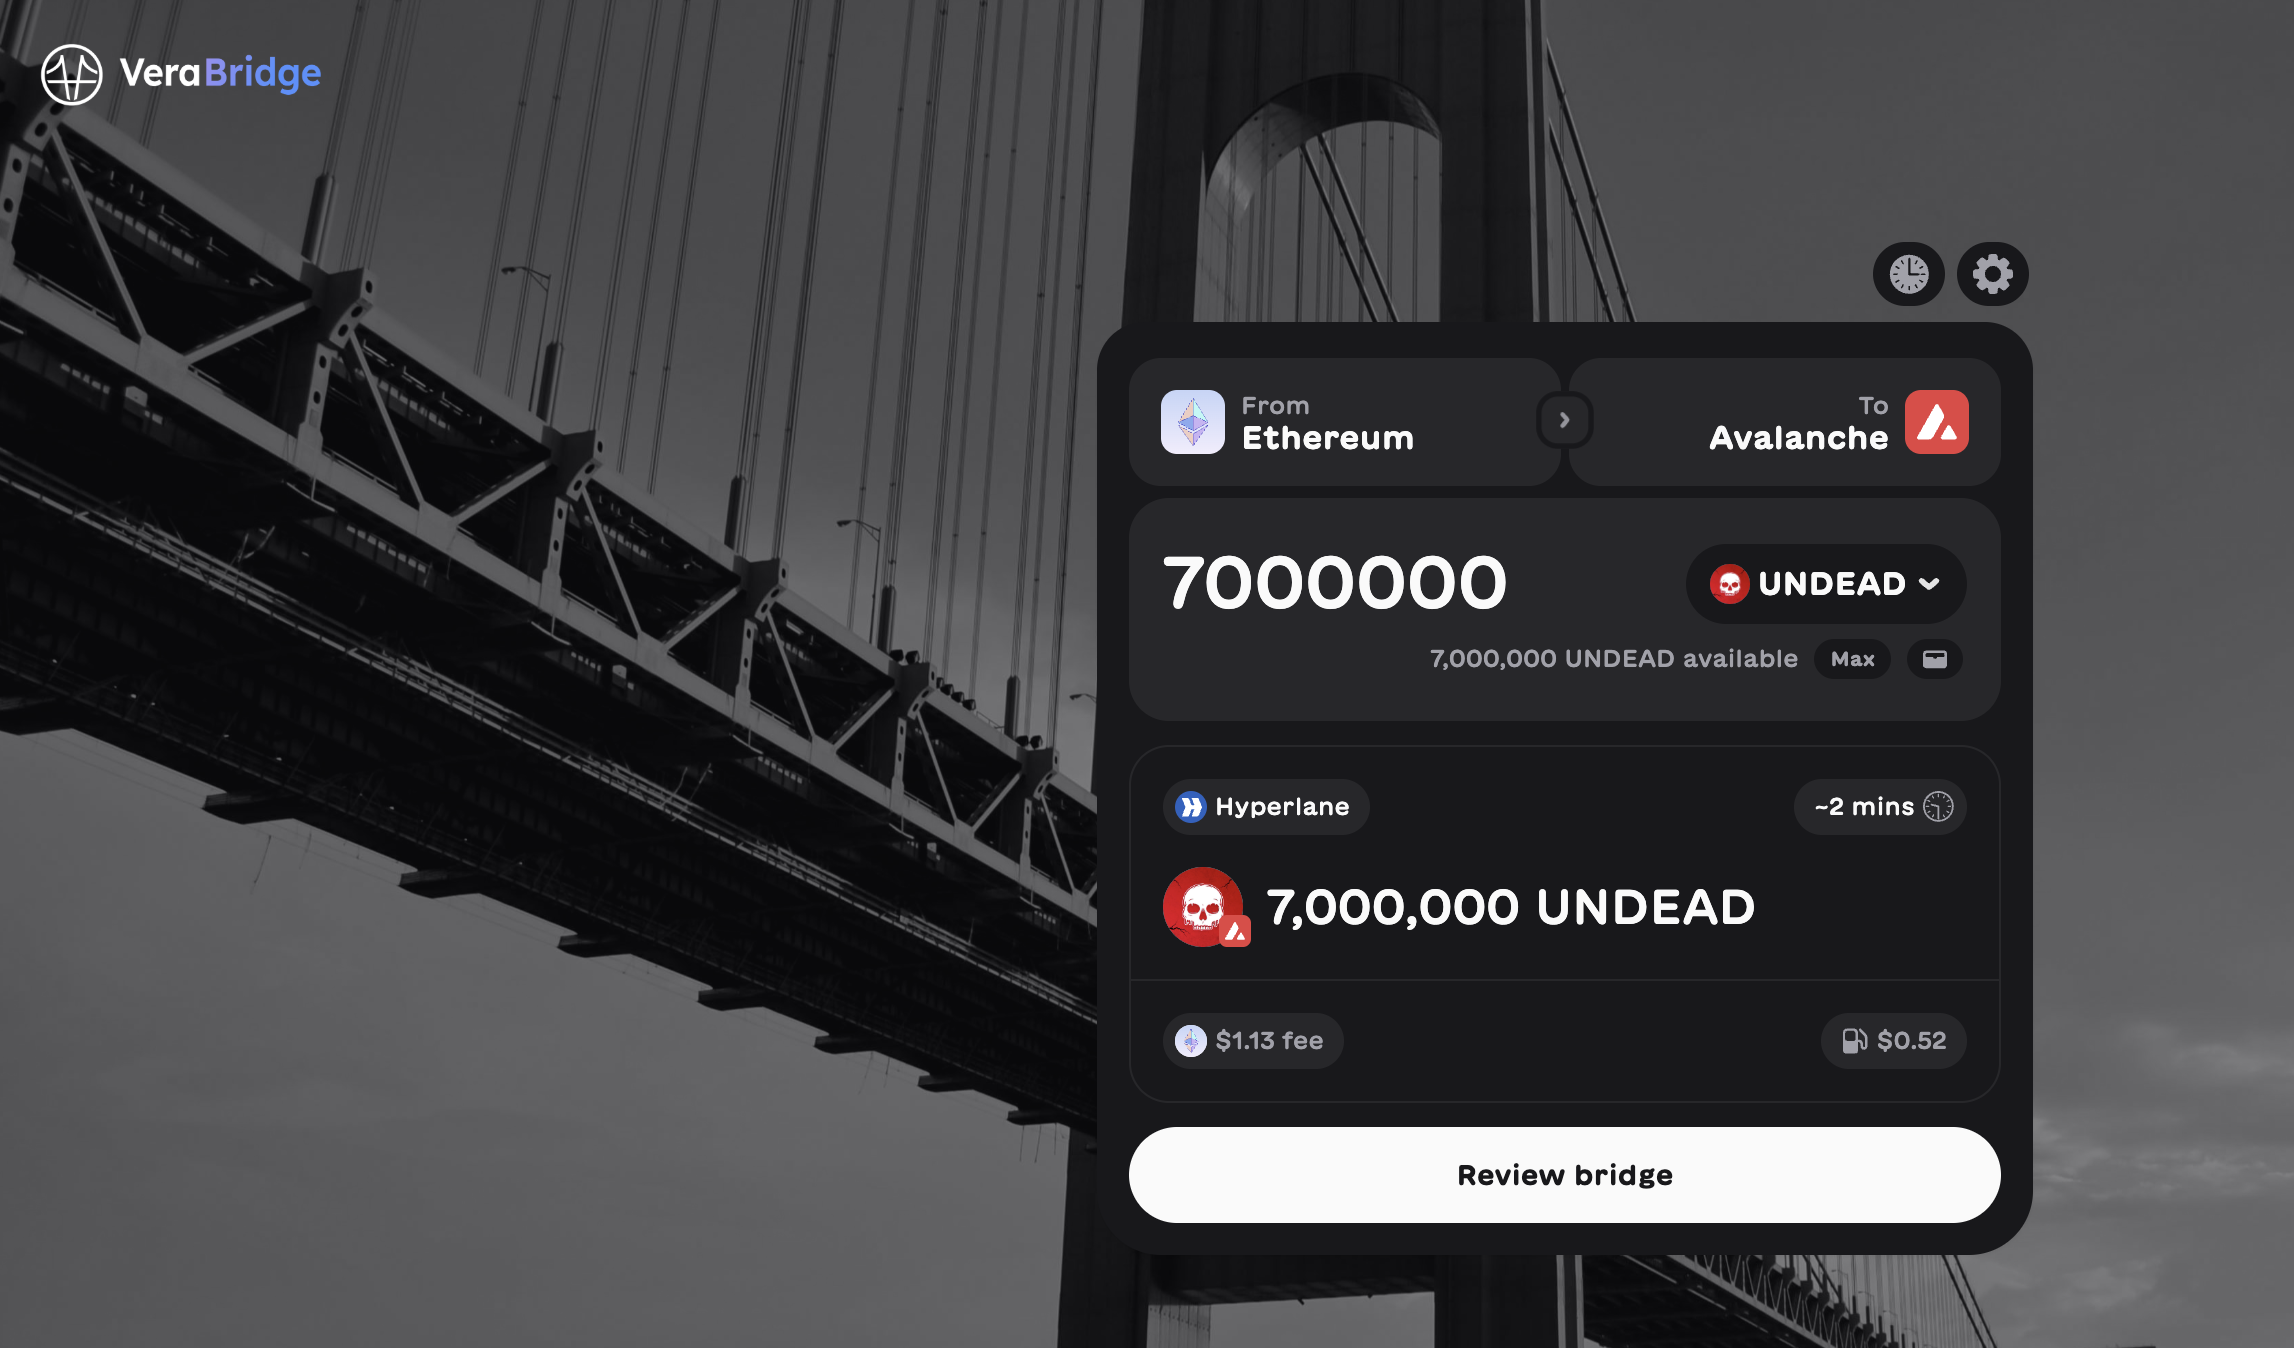 VeraBridge
From
Ethereum
To
Avalanche
7000000
UNDEAD
7,000,000 UNDEAD available
Max
Hyperlane
~2 mins
7,000,000 UNDEAD
$1.13 fee
$0.52
Review bridge